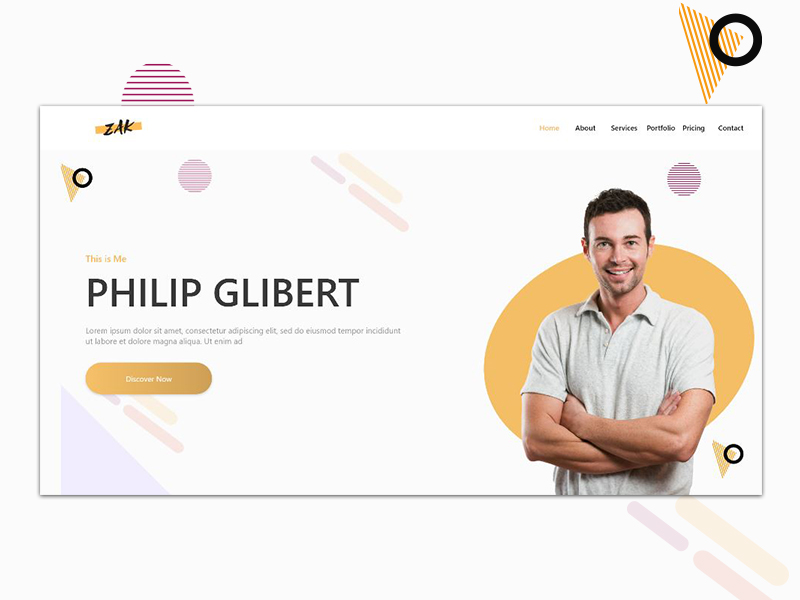 ZAK
Home About Services Portfolio Pricing Contact
This is Me
PHILIP GLIBERT
Lorem ipsum dolor sit amet, consectetur adipiscing elit, sed do eiusmod tempor incididunt
ut labore et dolore magna aliqua. Ut enim ad
Discover Now